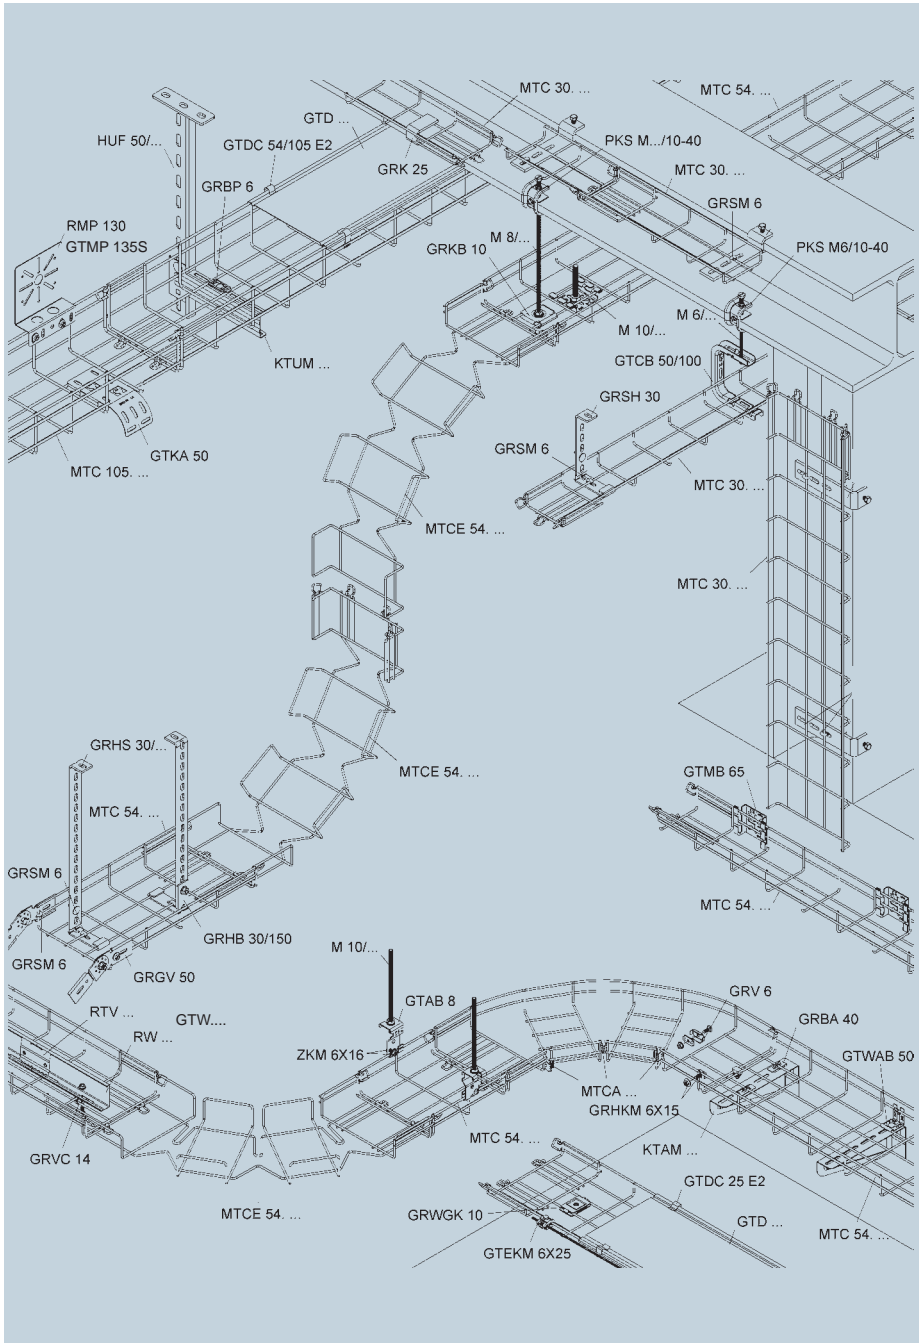 MTC 30. ...
MTC 54. ...
GTD ...
HUF 50/...
GTDC 54/105 E2
PKS M.../10-40
GRK 25
MTC 30. ...
GRBP 6
GRSM 6
RMP 130
GTMP 135S
M 8/...
GRKB 10
PKS M6/10-40
M 10/...
M 6/...
KTUM ...
GTCB 50/100
GRSH 30
GTKA 50
GRSM 6
MTC 105. ...
MTC 30. ...
MTCE 54. ...
MTC 30. ...
GRHS 30/...
MTCE 54. ...
GTMB 65
MTC 54. ...
GRSM 6
MTC 54. ...
GRHB 30/150
GRSM 6
GRGV 50
M 10/...
GTAB 8
GRV 6
RTV ...
GTW....
GRBA 40
RW ...
ZKM 6X16
GTWAB 50
MTCA ...
GRHKM 6X15
MTC 54. ...
KTAM ...
GRVC 14
GTDC 25 E2
MTCE 54. ...
GRWGK 10
GTD ...
MTC 54. ...
GTEKM 6X25